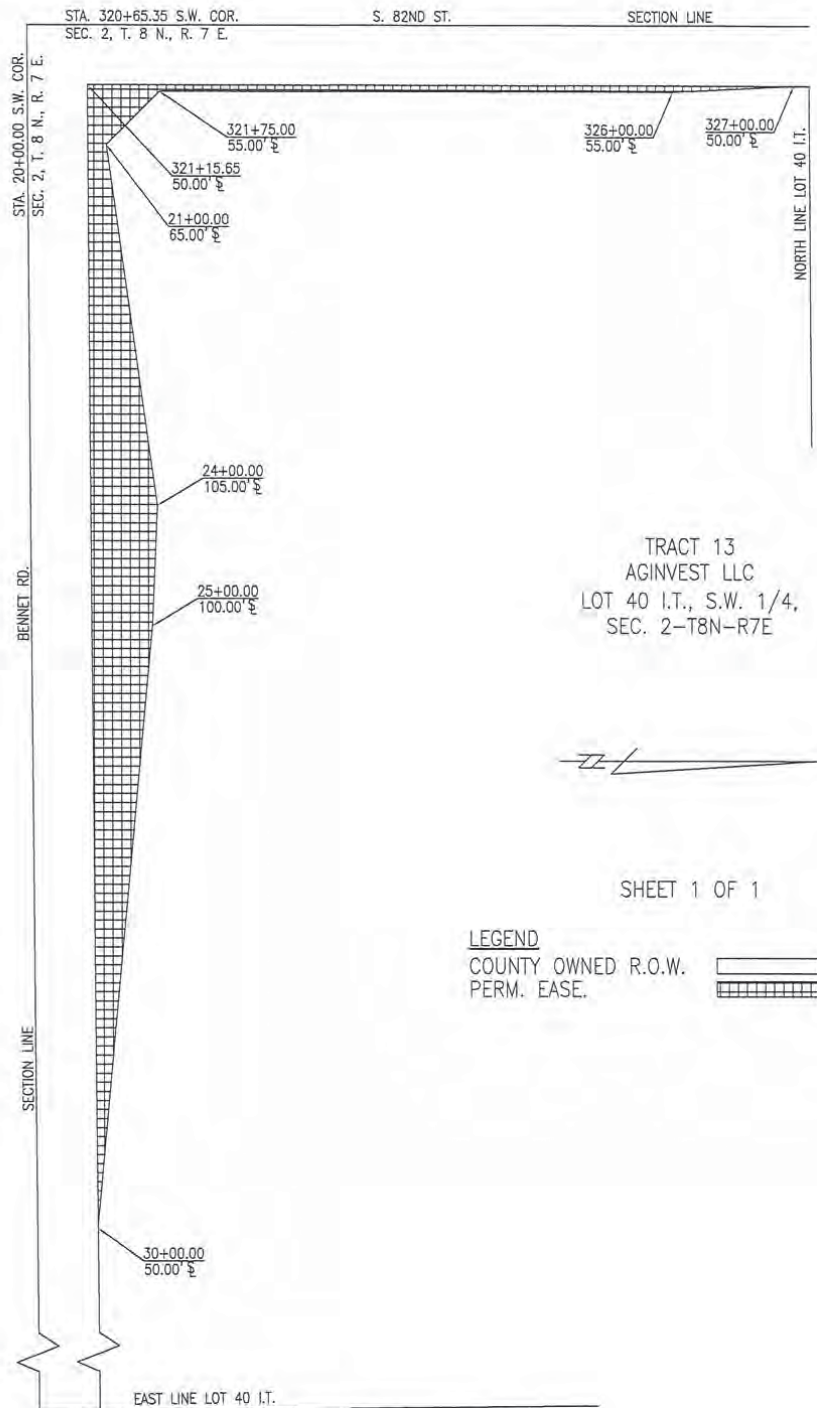 STA. 320+65.35 S.W. COR.
SEC. 2, T. 8 N., R. 7 E.
S. 82ND ST.
SECTION LINE
STA. 20+00.00 S.W. COR.
SEC. 2, T. 8 N., R. 7 E.
321+75.00
55.00' ℄
326+00.00
55.00' ℄
327+00.00
50.00' ℄
321+15.65
50.00' ℄
21+00.00
65.00' ℄
NORTH LINE LOT 40 I.T.
24+00.00
105.00' ℄
25+00.00
100.00' ℄
BENNET RD.
TRACT 13
AGINVEST LLC
LOT 40 I.T., S.W. 1/4,
SEC. 2-T8N-R7E
N
SHEET 1 OF 1
LEGEND
COUNTY OWNED R.O.W.
PERM. EASE.
SECTION LINE
30+00.00
50.00' ℄
EAST LINE LOT 40 I.T.